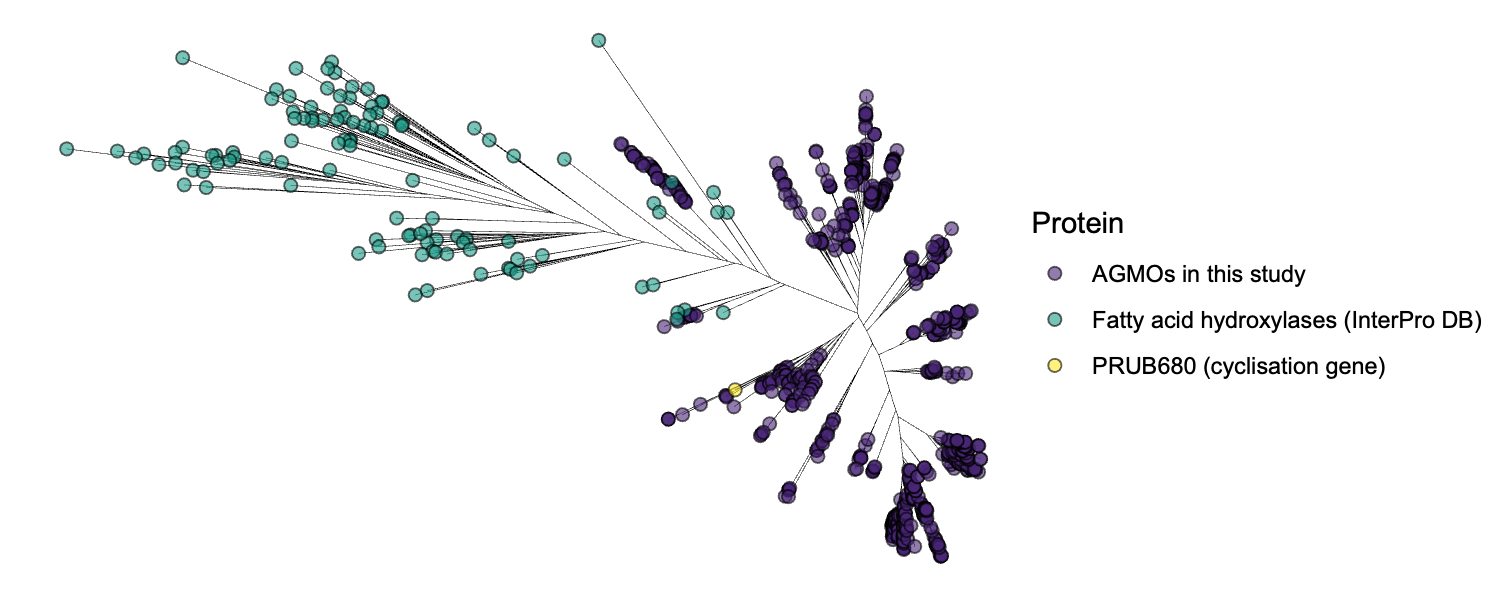 Protein
AGMOs in this study
Fatty acid hydroxylases (InterPro DB)
PRUB680 (cyclisation gene)